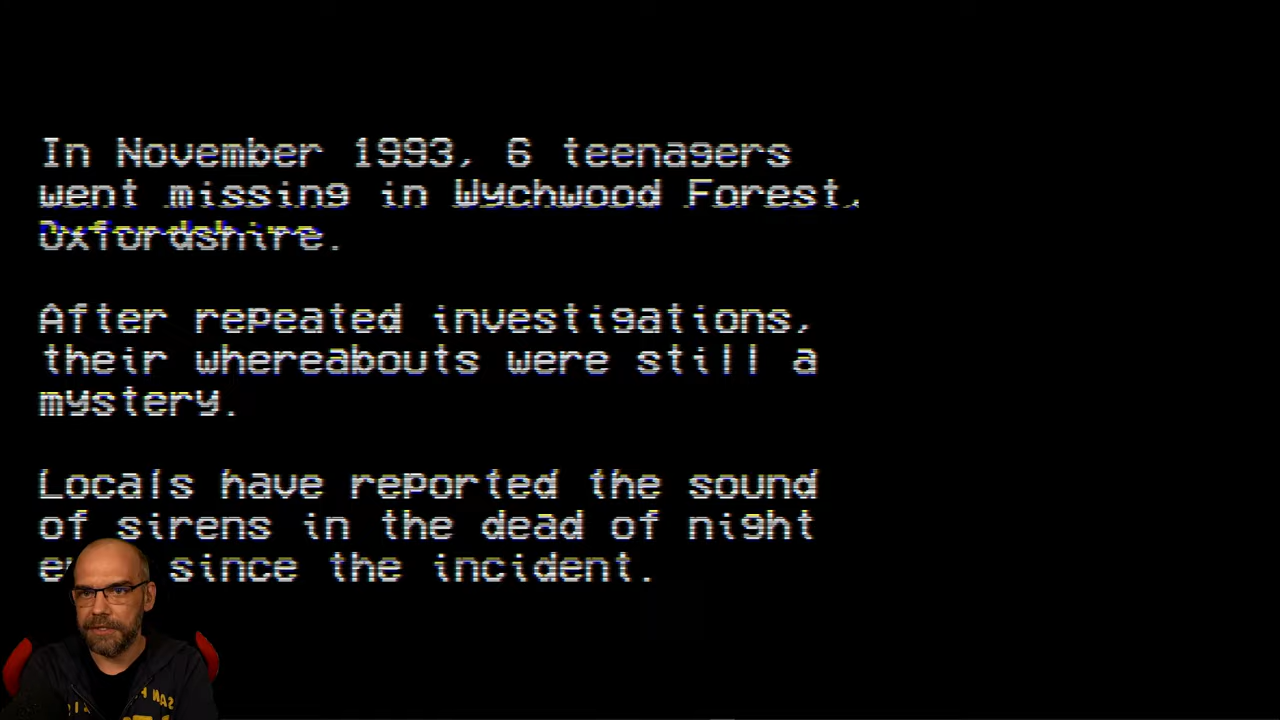 In November 1993, 6 teenagers
went missing in Wychwood Forest,
Oxfordshire.
After repeated investigations,
their whereabouts were still a
mystery.
Locals have reported the sound
of sirens in the dead of night
since the incident.
SAN